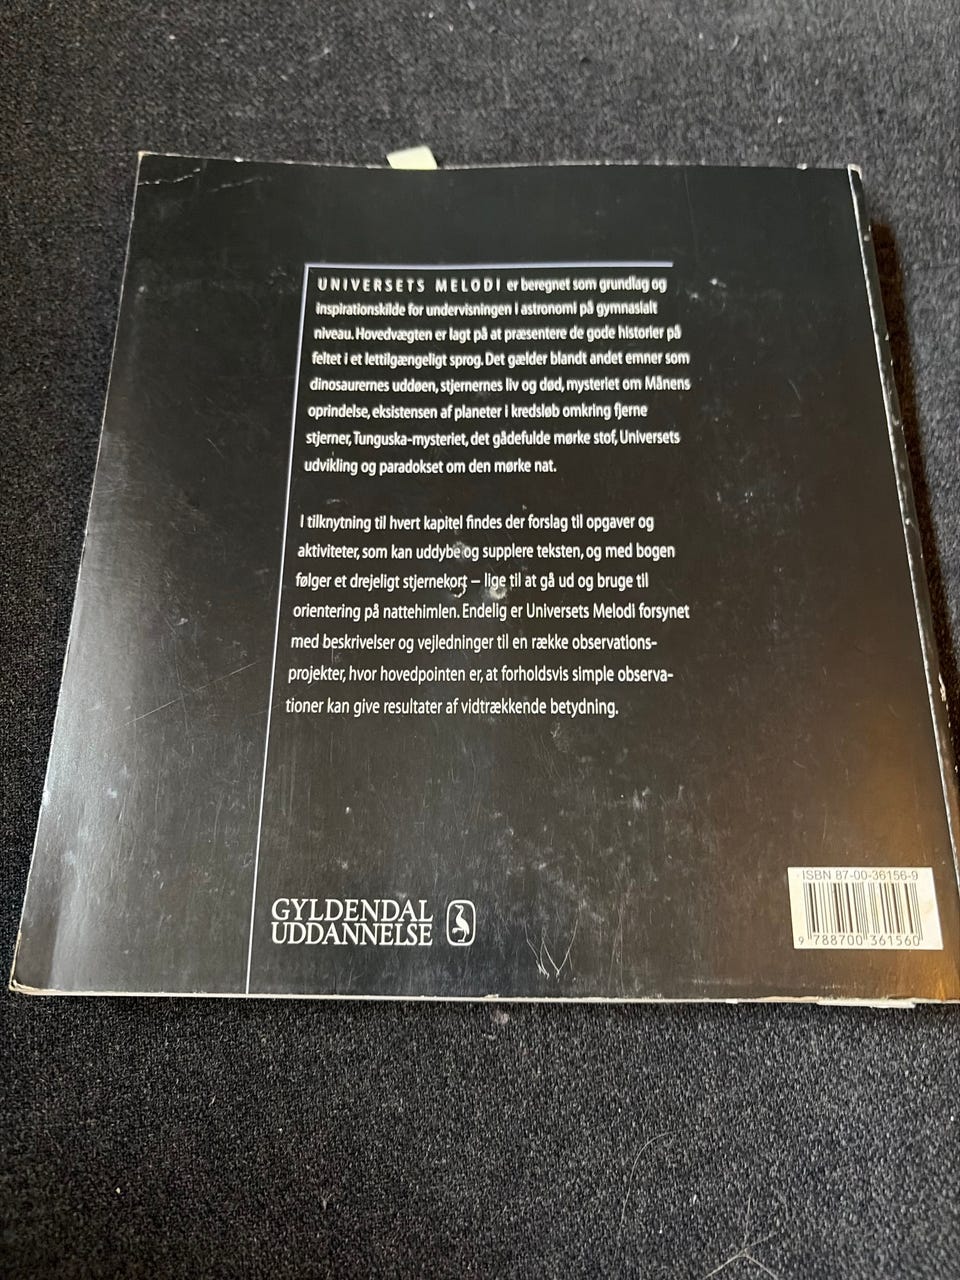 UNIVERSETS MELODI er beregnet som grundlag og
inspirationskilde for undervisningen i astronomi på gymnasialt
niveau. Hovedvægten er lagt på at præsentere de gode historier på
feltet i et lettilgængeligt sprog. Det gælder blandt andet emner som
dinosaurernes uddøen, stjernernes liv og død, mysteriet om Månens
oprindelse, eksistensen af planeter i kredsløb omkring fjerne
stjerner, Tunguska-mysteriet, det gådefulde mørke stof, Universets
udvikling og paradokset om den mørke nat.
I tilknytning til hvert kapitel findes der forslag til opgaver og
aktiviteter, som kan uddybe og supplere teksten, og med bogen
følger et drejeligt stjernekort – lige til at gå ud og bruge til
orientering på nattehimlen. Endelig er Universets Melodi forsynet
med beskrivelser og vejledninger til en række observations-
projekter, hvor hovedpointen er, at forholdsvis simple observa-
tioner kan give resultater af vidtrækkende betydning.
GYLDENDAL
UDDANNELSE
ISBN 87-00-36156-9
9 788700 361560